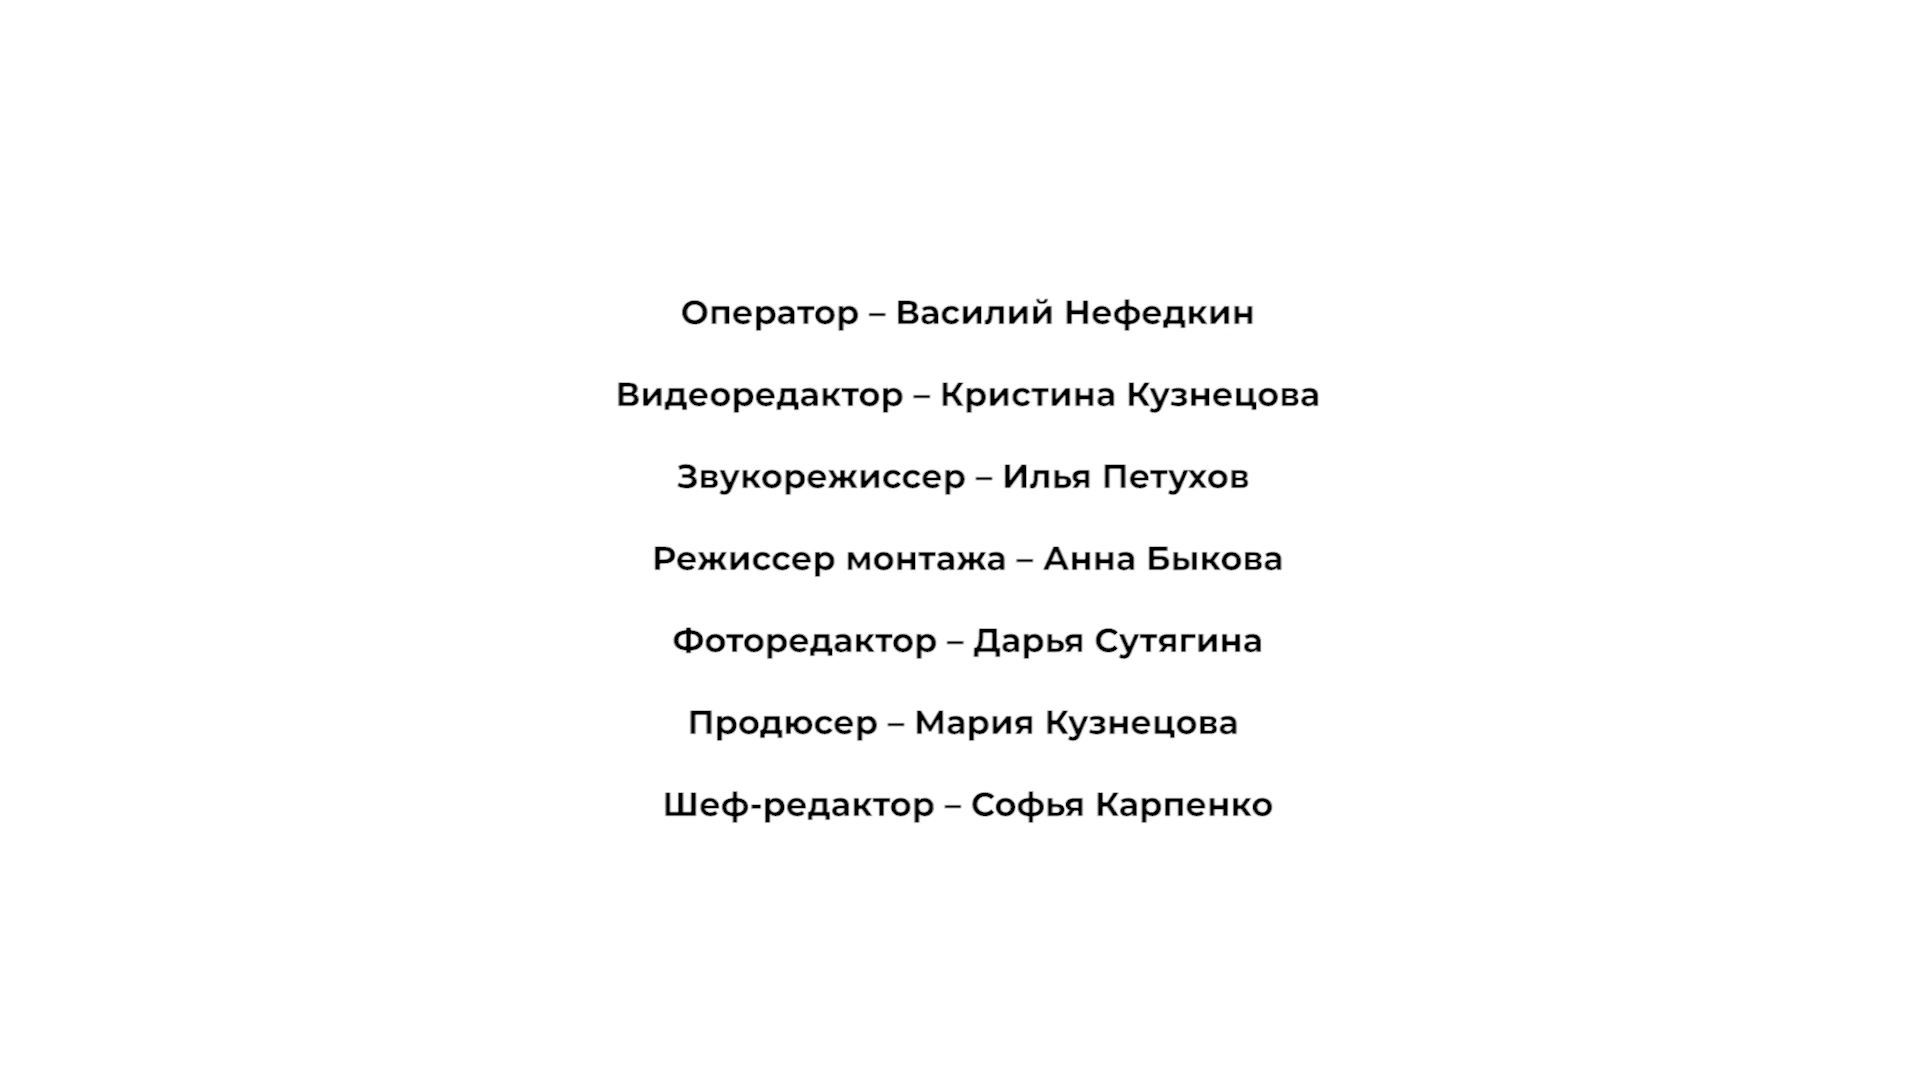 Оператор – Василий Нефедкин
Видеоредактор – Кристина Кузнецова
Звукорежиссер – Илья Петухов
Режиссер монтажа – Анна Быкова
Фоторедактор – Дарья Сутягина
Продюсер – Мария Кузнецова
Шеф-редактор – Софья Карпенко